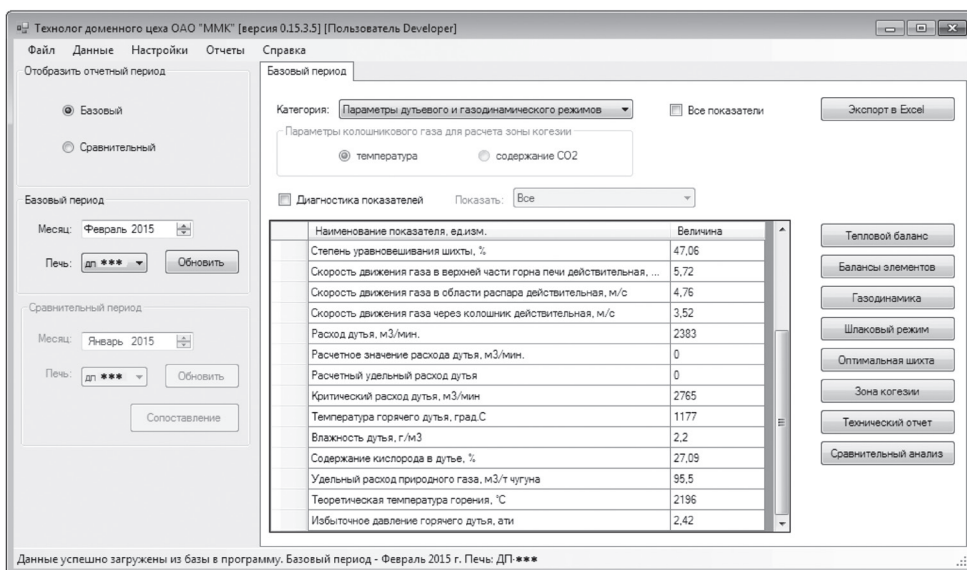 Технолог доменного цеха ОАО "ММК" [версия 0.15.3.5] [Пользователь Developer]
Файл Данные Настройки Отчеты Справка
Отобразить отчетный период
Базовый
Сравнительный
Базовый период
Месяц: Февраль 2015
Печь: дп *** Обновить
Сравнительный период
Месяц: Январь 2015
Печь: дп *** Обновить
Сопоставление
Базовый период
Категория: Параметры дутьевого и газодинамического режимов Все показатели Экспорт в Excel
Параметры колошникового газа для расчета зоны когезии
температура содержание CO2
Диагностика показателей Показать: Все
Наименование показателя, ед.изм. Величина
Степень уравновешивания шихты, % 47,06
Скорость движения газа в верхней части горна печи действительная, ... 5,72
Скорость движения газа в области распара действительная, м/с 4,76
Скорость движения газа через колошник действительная, м/с 3,52
Расход дутья, м3/мин. 2383
Расчетное значение расхода дутья, м3/мин. 0
Расчетный удельный расход дутья 0
Критический расход дутья, м3/мин 2765
Температура горячего дутья, град.С 1177
Влажность дутья, г/м3 2,2
Содержание кислорода в дутье, % 27,09
Удельный расход природного газа, м3/т чугуна 95,5
Теоретическая температура горения, °С 2196
Избыточное давление горячего дутья, ати 2,42
Тепловой баланс
Балансы элементов
Газодинамика
Шлаковый режим
Оптимальная шихта
Зона когезии
Технический отчет
Сравнительный анализ
Данные успешно загружены из базы в программу. Базовый период - Февраль 2015 г. Печь: ДП-***